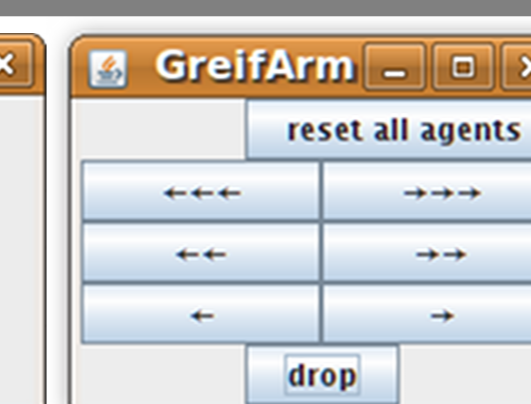 GreifArm
reset all agents
←←← →→→
←← →→
← →
drop